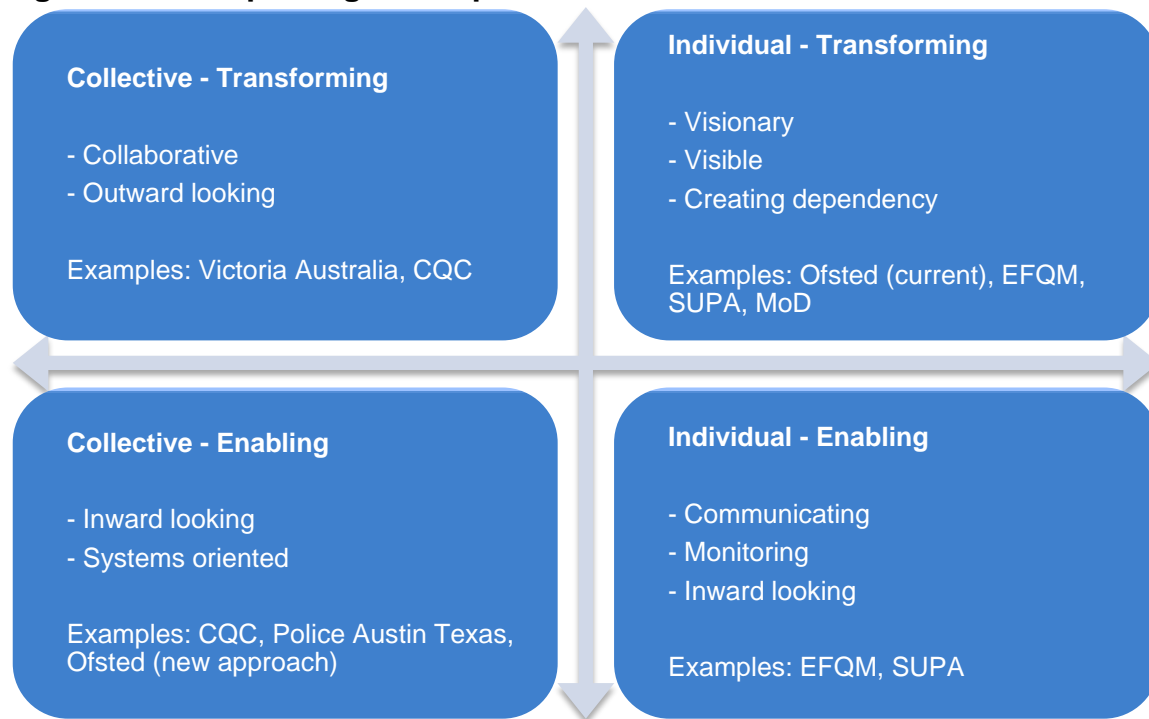 Collective - Transforming
- Collaborative
- Outward looking
Examples: Victoria Australia, CQC
Individual - Transforming
- Visionary
- Visible
- Creating dependency
Examples: Ofsted (current), EFQM,
SUPA, MoD
Collective - Enabling
- Inward looking
- Systems oriented
Examples: CQC, Police Austin Texas,
Ofsted (new approach)
Individual - Enabling
- Communicating
- Monitoring
- Inward looking
Examples: EFQM, SUPA